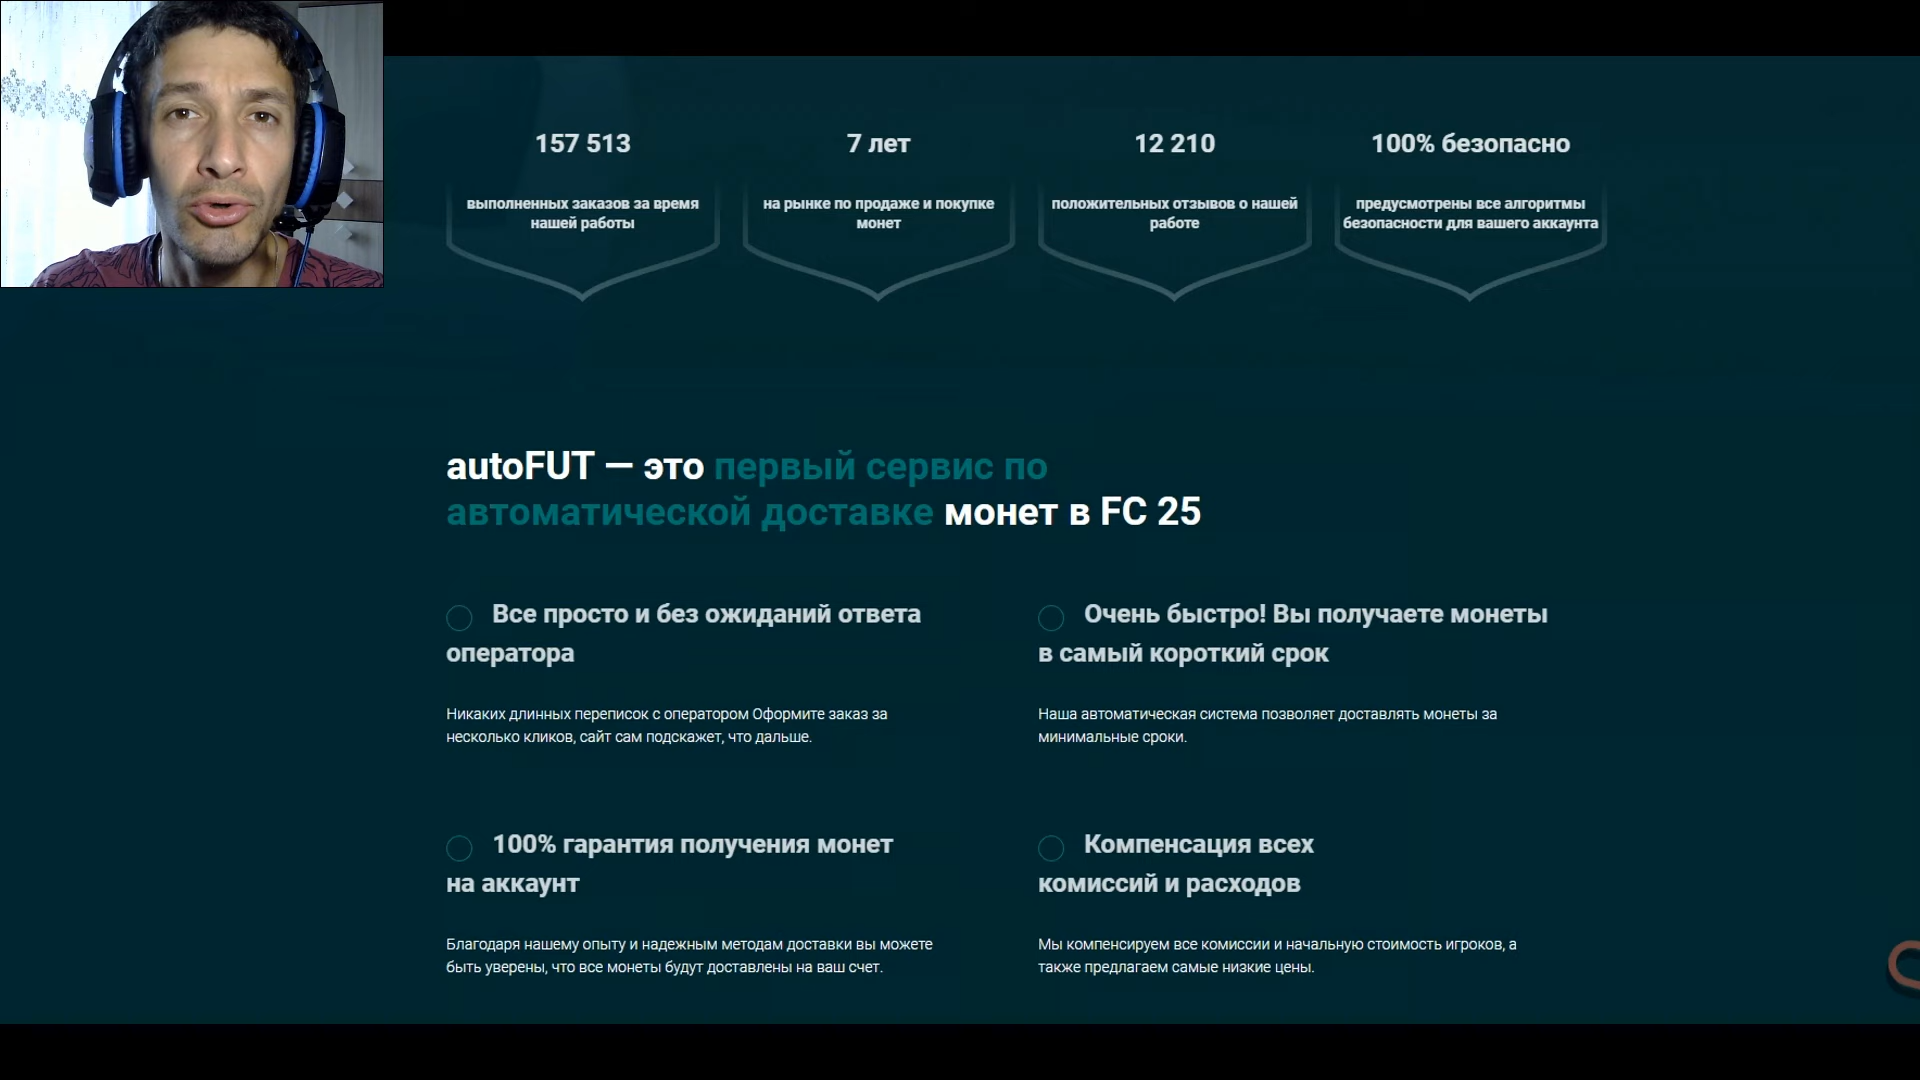 157 513
выполненных заказов за время
нашей работы
7 лет
на рынке по продаже и покупке
монет
12 210
положительных отзывов о нашей
работе
100% безопасно
предусмотрены все алгоритмы
безопасности для вашего аккаунта
autoFUT — это первый сервис по
автоматической доставке монет в FC 25
Все просто и без ожиданий ответа
оператора
Никаких длинных переписок с оператором Оформите заказ за
несколько кликов, сайт сам подскажет, что дальше.
Очень быстро! Вы получаете монеты
в самый короткий срок
Наша автоматическая система позволяет доставлять монеты за
минимальные сроки.
100% гарантия получения монет
на аккаунт
Благодаря нашему опыту и надежным методам доставки вы можете
быть уверены, что все монеты будут доставлены на ваш счет.
Компенсация всех
комиссий и расходов
Мы компенсируем все комиссии и начальную стоимость игроков, а
также предлагаем самые низкие цены.